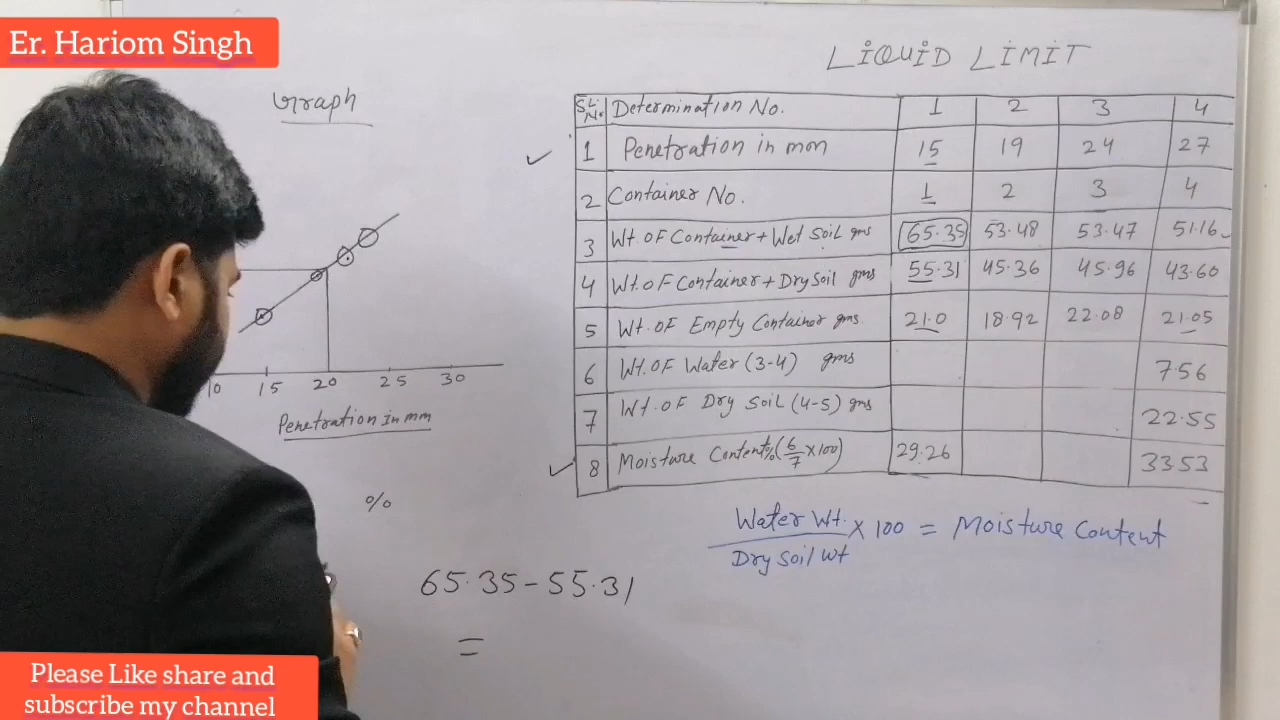 Er. Hariom Singh
LIQUID LIMIT
Graph
SL. No. Determination No. 1 2 3 4
1 Penetration in mm 15 19 24 27
2 Container No. 1 2 3 4
3 Wt. OF Container + Wet Soil gms 65.35 53.48 53.47 51.16
4 Wt. OF Container + Dry Soil gms 55.31 45.36 45.96 43.60
5 Wt. OF Empty Container gms. 21.0 18.92 22.08 21.05
6 Wt. OF Water (3-4) gms 7.56
7 Wt. OF Dry Soil (4-5) gms 22.55
8 Moisture Content % (6/7 x 100) 29.26 33.53
10 15 20 25 30
Penetration In mm
%
Water Wt. / Dry Soil wt x 100 = Moisture Content
65.35 - 55.31
=
Please Like share and
subscribe my channel